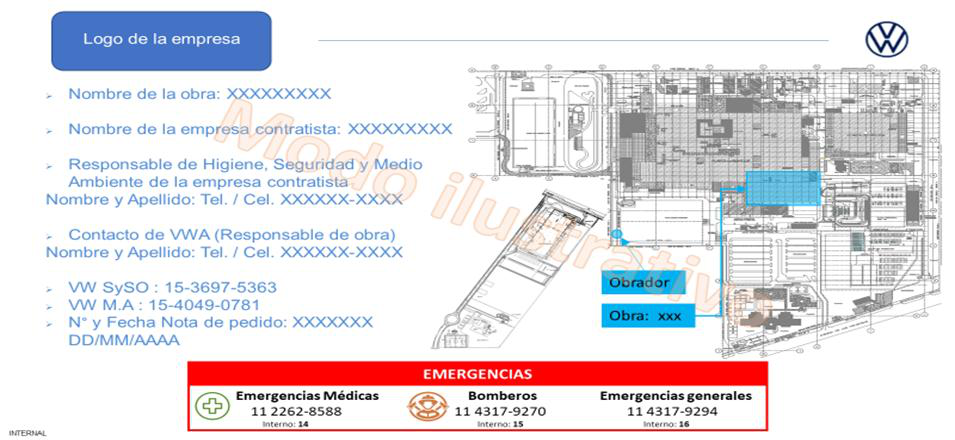 Logo de la empresa
Nombre de la obra: XXXXXXXXX
Nombre de la empresa contratista: XXXXXXXXX
Responsable de Higiene, Seguridad y Medio
Ambiente de la empresa contratista
Nombre y Apellido: Tel. / Cel. XXXXXX-XXXX
Contacto de VWA (Responsable de obra)
Nombre y Apellido: Tel. / Cel. XXXXXX-XXXX
VW SySO : 15-3697-5363
VW M.A : 15-4049-0781
N° y Fecha Nota de pedido: XXXXXXX
DD/MM/AAAA
Modo ilustrativo
Obrador
Obra: xxx
EMERGENCIAS
Emergencias Médicas
11 2262-8588
Interno: 14
Bomberos
11 4317-9270
Interno: 15
Emergencias generales
11 4317-9294
Interno: 16
INTERNAL